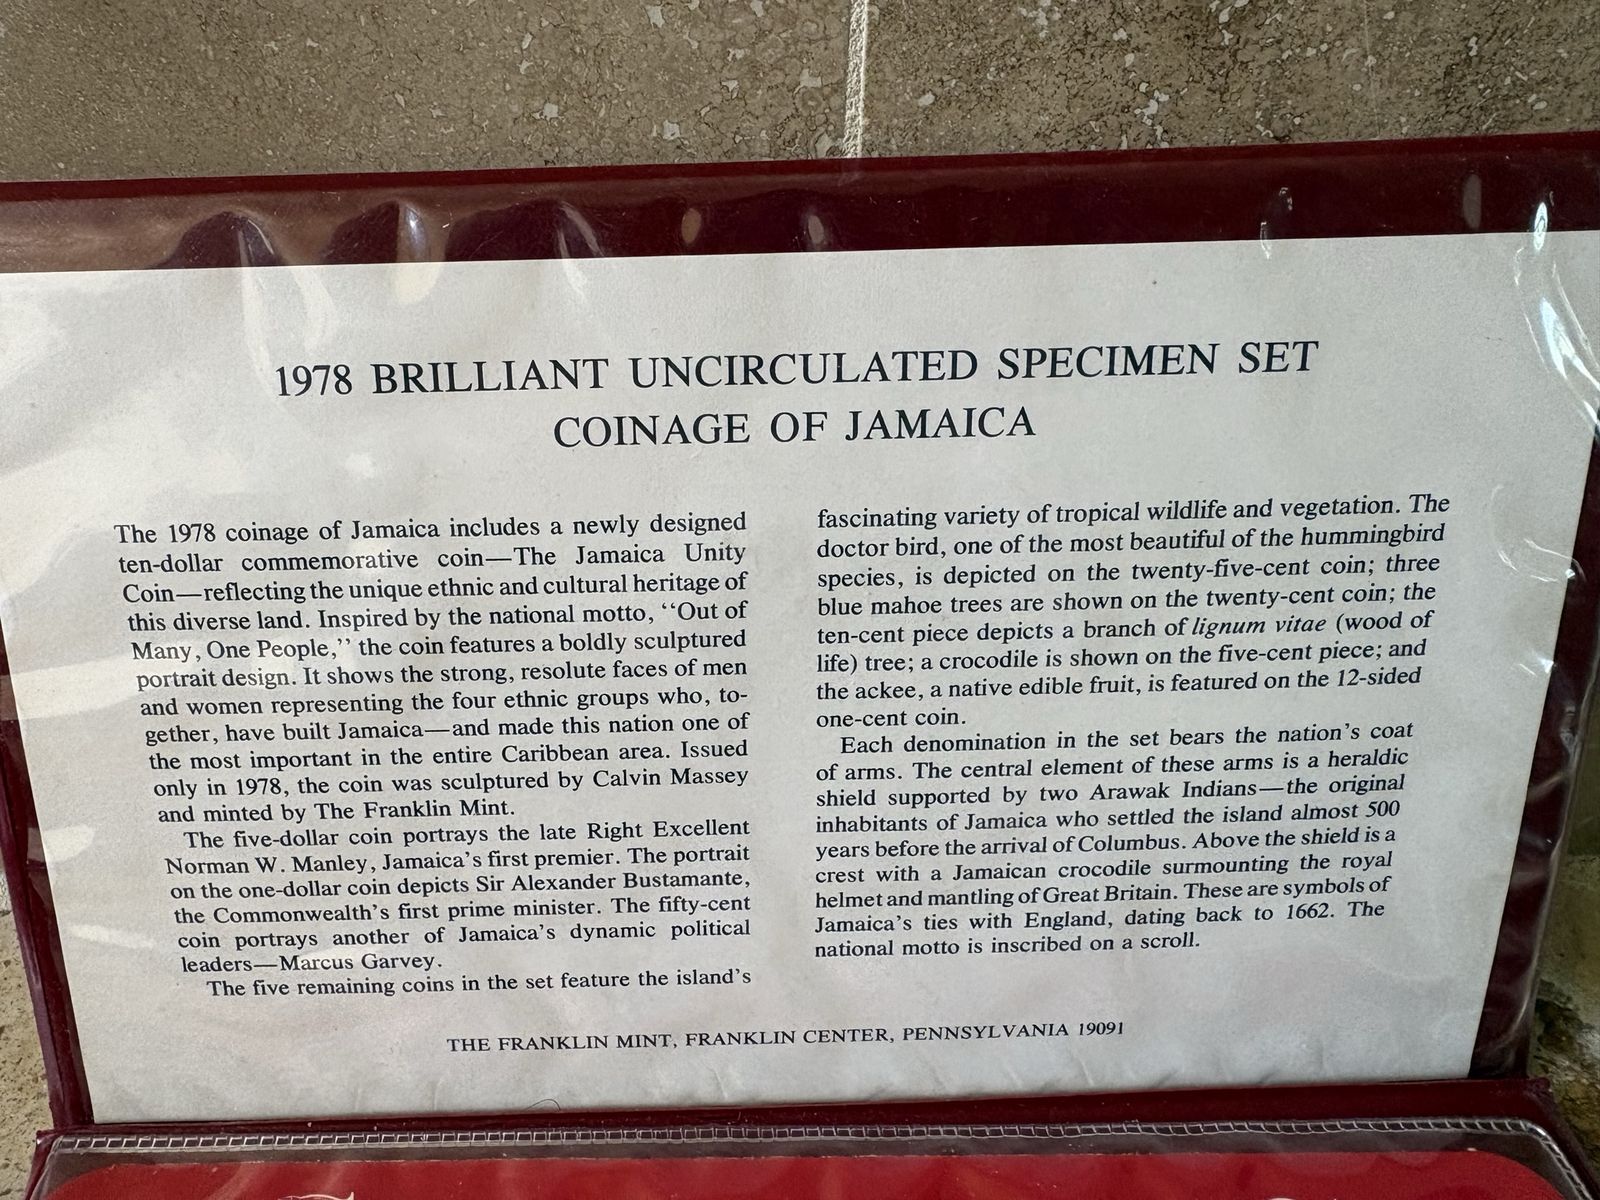 1978 BRILLIANT UNCIRCULATED SPECIMEN SET
COINAGE OF JAMAICA
The 1978 coinage of Jamaica includes a newly designed
ten-dollar commemorative coin—The Jamaica Unity
Coin—reflecting the unique ethnic and cultural heritage of
this diverse land. Inspired by the national motto, “Out of
Many, One People,” the coin features a boldly sculptured
portrait design. It shows the strong, resolute faces of men
and women representing the four ethnic groups who, to-
gether, have built Jamaica—and made this nation one of
the most important in the entire Caribbean area. Issued
only in 1978, the coin was sculptured by Calvin Massey
and minted by The Franklin Mint.
The five-dollar coin portrays the late Right Excellent
Norman W. Manley, Jamaica's first premier. The portrait
on the one-dollar coin depicts Sir Alexander Bustamante,
the Commonwealth's first prime minister. The fifty-cent
coin portrays another of Jamaica's dynamic political
leaders—Marcus Garvey.
The five remaining coins in the set feature the island's
fascinating variety of tropical wildlife and vegetation. The
doctor bird, one of the most beautiful of the hummingbird
species, is depicted on the twenty-five-cent coin; three
blue mahoe trees are shown on the twenty-cent coin; the
ten-cent piece depicts a branch of lignum vitae (wood of
life) tree; a crocodile is shown on the five-cent piece; and
the ackee, a native edible fruit, is featured on the 12-sided
one-cent coin.
Each denomination in the set bears the nation's coat
of arms. The central element of these arms is a heraldic
shield supported by two Arawak Indians—the original
inhabitants of Jamaica who settled the island almost 500
years before the arrival of Columbus. Above the shield is a
crest with a Jamaican crocodile surmounting the royal
helmet and mantling of Great Britain. These are symbols of
Jamaica's ties with England, dating back to 1662. The
national motto is inscribed on a scroll.
THE FRANKLIN MINT, FRANKLIN CENTER, PENNSYLVANIA 19091